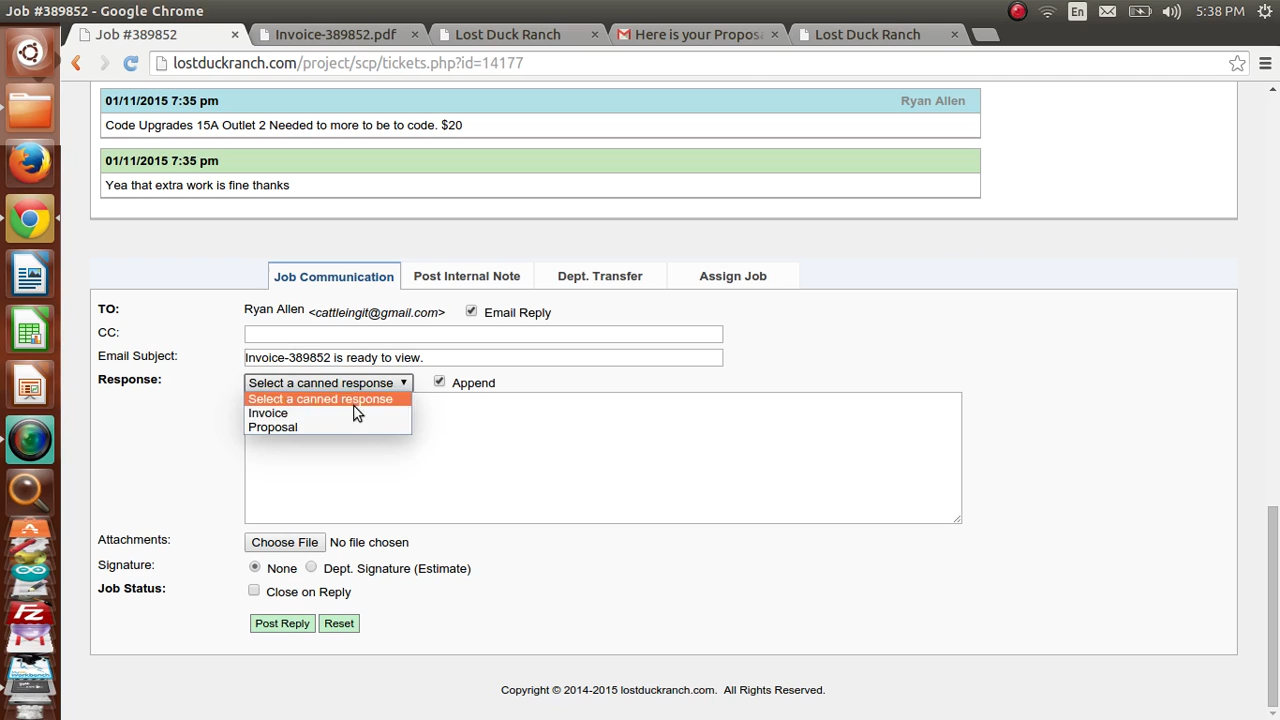 Job #389852 - Google Chrome
En
5:38 PM
Job #389852
Invoice-389852.pdf
Lost Duck Ranch
Here is your Propos
Lost Duck Ranch
lostduckranch.com/project/scp/tickets.php?id=14177
01/11/2015 7:35 pm
Ryan Allen
Code Upgrades 15A Outlet 2 Needed to more to be to code. $20
01/11/2015 7:35 pm
Yea that extra work is fine thanks
Job Communication
Post Internal Note
Dept. Transfer
Assign Job
TO:
Ryan Allen <cattleingit@gmail.com>
Email Reply
CC:
Email Subject:
Invoice-389852 is ready to view.
Response:
Select a canned response
Append
Select a canned response
Invoice
Proposal
Attachments:
Choose File
No file chosen
Signature:
None
Dept. Signature (Estimate)
Job Status:
Close on Reply
Post Reply
Reset
Copyright © 2014-2015 lostduckranch.com. All Rights Reserved.